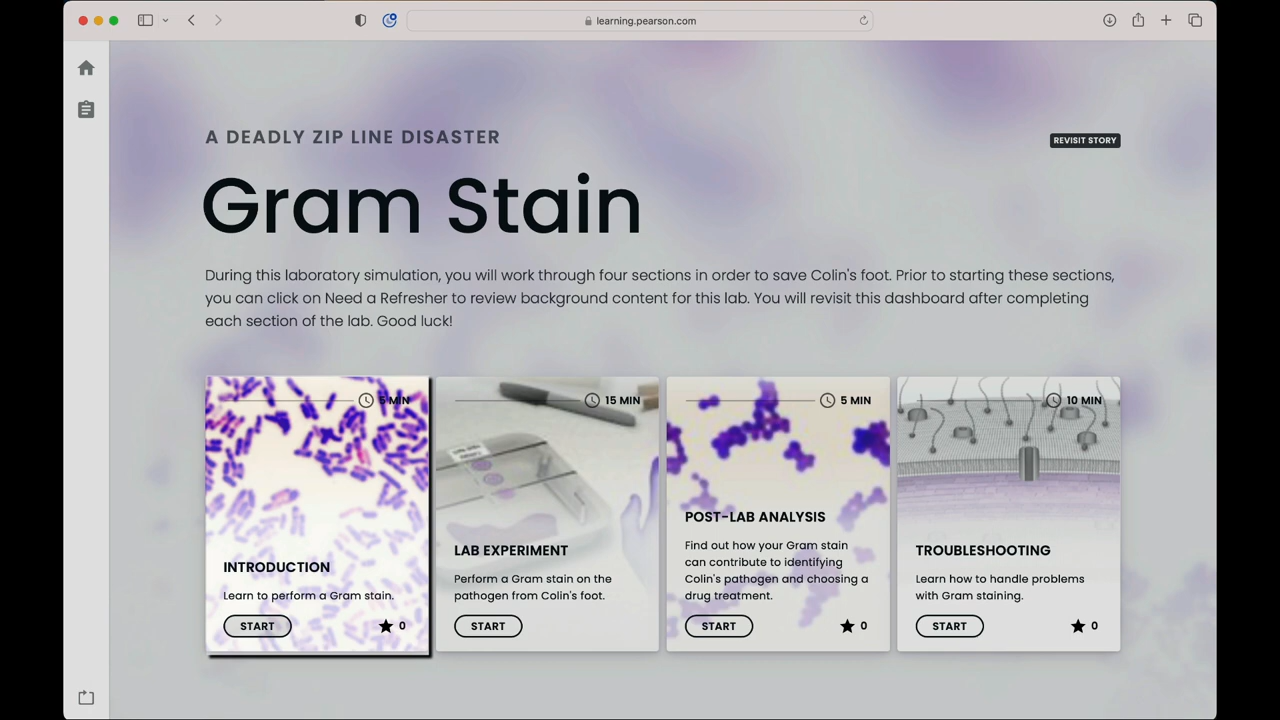 learning.pearson.com
A DEADLY ZIP LINE DISASTER
REVISIT STORY
Gram Stain
During this laboratory simulation, you will work through four sections in order to save Colin's foot. Prior to starting these sections,
you can click on Need a Refresher to review background content for this lab. You will revisit this dashboard after completing
each section of the lab. Good luck!
5 MIN
INTRODUCTION
Learn to perform a Gram stain.
START
0
15 MIN
LAB EXPERIMENT
Perform a Gram stain on the
pathogen from Colin's foot.
START
5 MIN
POST-LAB ANALYSIS
Find out how your Gram stain
can contribute to identifying
Colin's pathogen and choosing a
drug treatment.
START
0
10 MIN
TROUBLESHOOTING
Learn how to handle problems
with Gram staining.
START
0